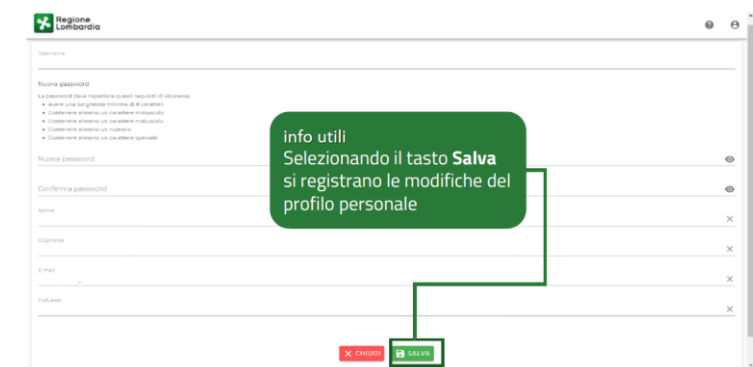 Regione
Lombardia
Username
Nuova password
La password deve rispettare questi requisiti di sicurezza
Avere una lunghezza minima di 8 caratteri
Contenere almeno un carattere minuscolo
Contenere almeno un carattere maiuscolo
Contenere almeno un numero
Contenere almeno un carattere speciale
info utili
Selezionando il tasto Salva
si registrano le modifiche del
profilo personale
Nuova password
Conferma password
Nome
Cognome
E-mail
Cellulare
CHIUDI
SALVA